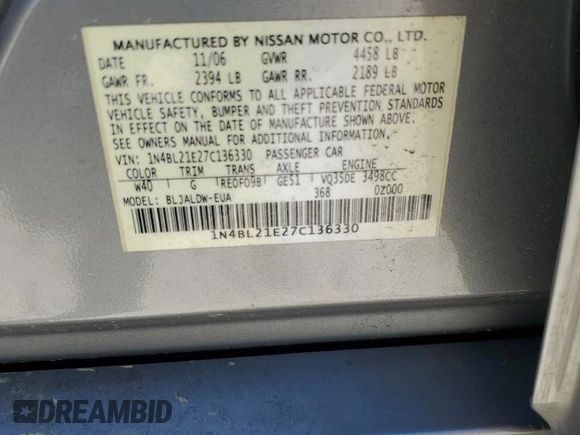 MANUFACTURED BY NISSAN MOTOR CO., LTD.
DATE 11/06 GVWR 4458 LB
GAWR FR. 2394 LB GAWR RR. 2189 LB
THIS VEHICLE CONFORMS TO ALL APPLICABLE FEDERAL MOTOR
VEHICLE SAFETY, BUMPER AND THEFT PREVENTION STANDARDS
IN EFFECT ON THE DATE OF MANUFACTURE SHOWN ABOVE.
SEE OWNERS MANUAL FOR ADDITIONAL INFORMATION.
VIN: 1N4BL21E27C136330 PASSENGER CAR
COLOR TRIM TRANS AXLE ENGINE
W40 G RE0F09B GE51 VQ35DE 3498CC
MODEL: BLJALDW-EUA 368 0Z000
1N4BL21E27C136330
DREAMBID